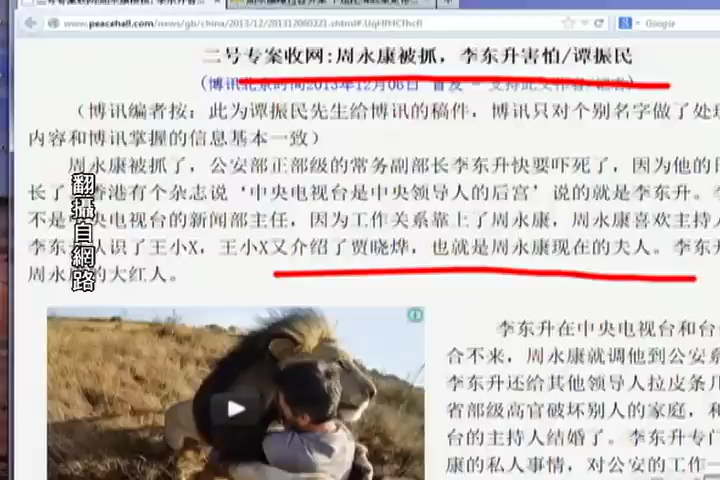 www.peacehall.com/news/gb/china/2013/12/201312060321.shtml#.UqHfHCfhcfI
Google
二号专案收网:周永康被抓，李东升害怕/谭振民
(博讯北京时间2013年12月06日 首发 - 支持此文作者/记者)
（博讯编者按：此为谭振民先生给博讯的稿件，博讯只对个别名字做了处
内容和博讯掌握的信息基本一致）
周永康被抓了，公安部正部级的常务副部长李东升快要吓死了，因为他的
长了 香港有个杂志说‘中央电视台是中央领导人的后宫’说的就是李东升。
不是 央电视台的新闻部主任，因为工作关系靠上了周永康，周永康喜欢主持
李东 认识了王小X，王小X又介绍了贾晓烨，也就是周永康现在的夫人。李东
周永 的大红人。
翻攝自網路
李东升在中央电视台和台
合不来，周永康就调他到公安系
李东升还给其他领导人拉皮条
省部级高官破坏别人的家庭，
台的主持人结婚了。李东升专
康的私人事情，对公安的工作